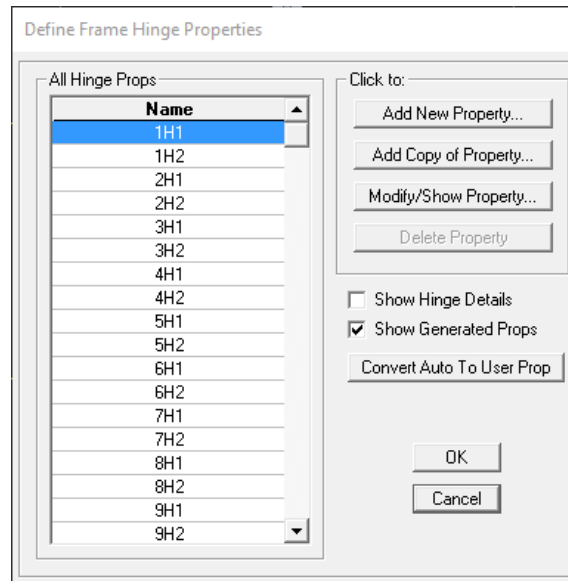 Define Frame Hinge Properties
All Hinge Props
Name
1H1
1H2
2H1
2H2
3H1
3H2
4H1
4H2
5H1
5H2
6H1
6H2
7H1
7H2
8H1
8H2
9H1
9H2
Click to:
Add New Property...
Add Copy of Property...
Modify/Show Property...
Delete Property
Show Hinge Details
Show Generated Props
Convert Auto To User Prop
OK
Cancel